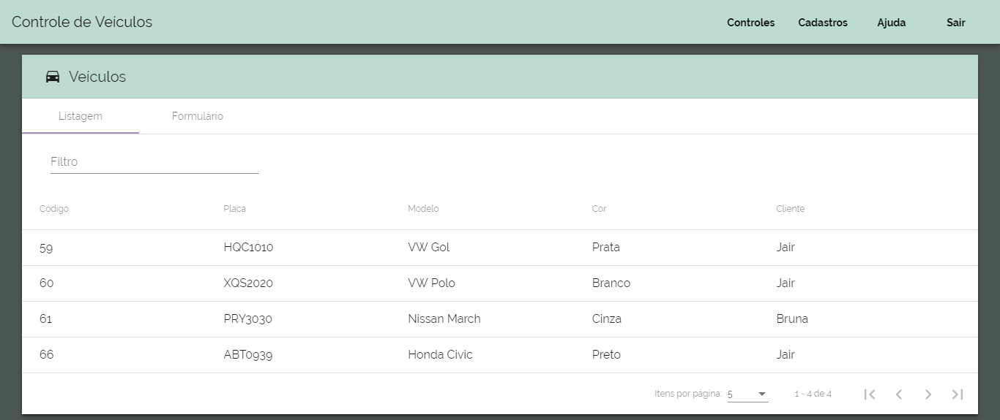 Controle de Veículos Controles Cadastros Ajuda Sair
Veículos
Listagem Formulário
Filtro
Código Placa Modelo Cor Cliente
59 HQC1010 VW Gol Prata Jair
60 XQS2020 VW Polo Branco Jair
61 PRY3030 Nissan March Cinza Bruna
66 ABT0939 Honda Civic Preto Jair
Itens por página: 5 1 - 4 de 4